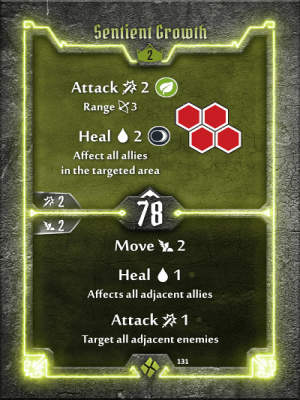 Sentient Growth
2
Attack 2
Range 3
Heal 2
Affect all allies
in the targeted area
2
78
2
Move 2
Heal 1
Affects all adjacent allies
Attack 1
Target all adjacent enemies
131